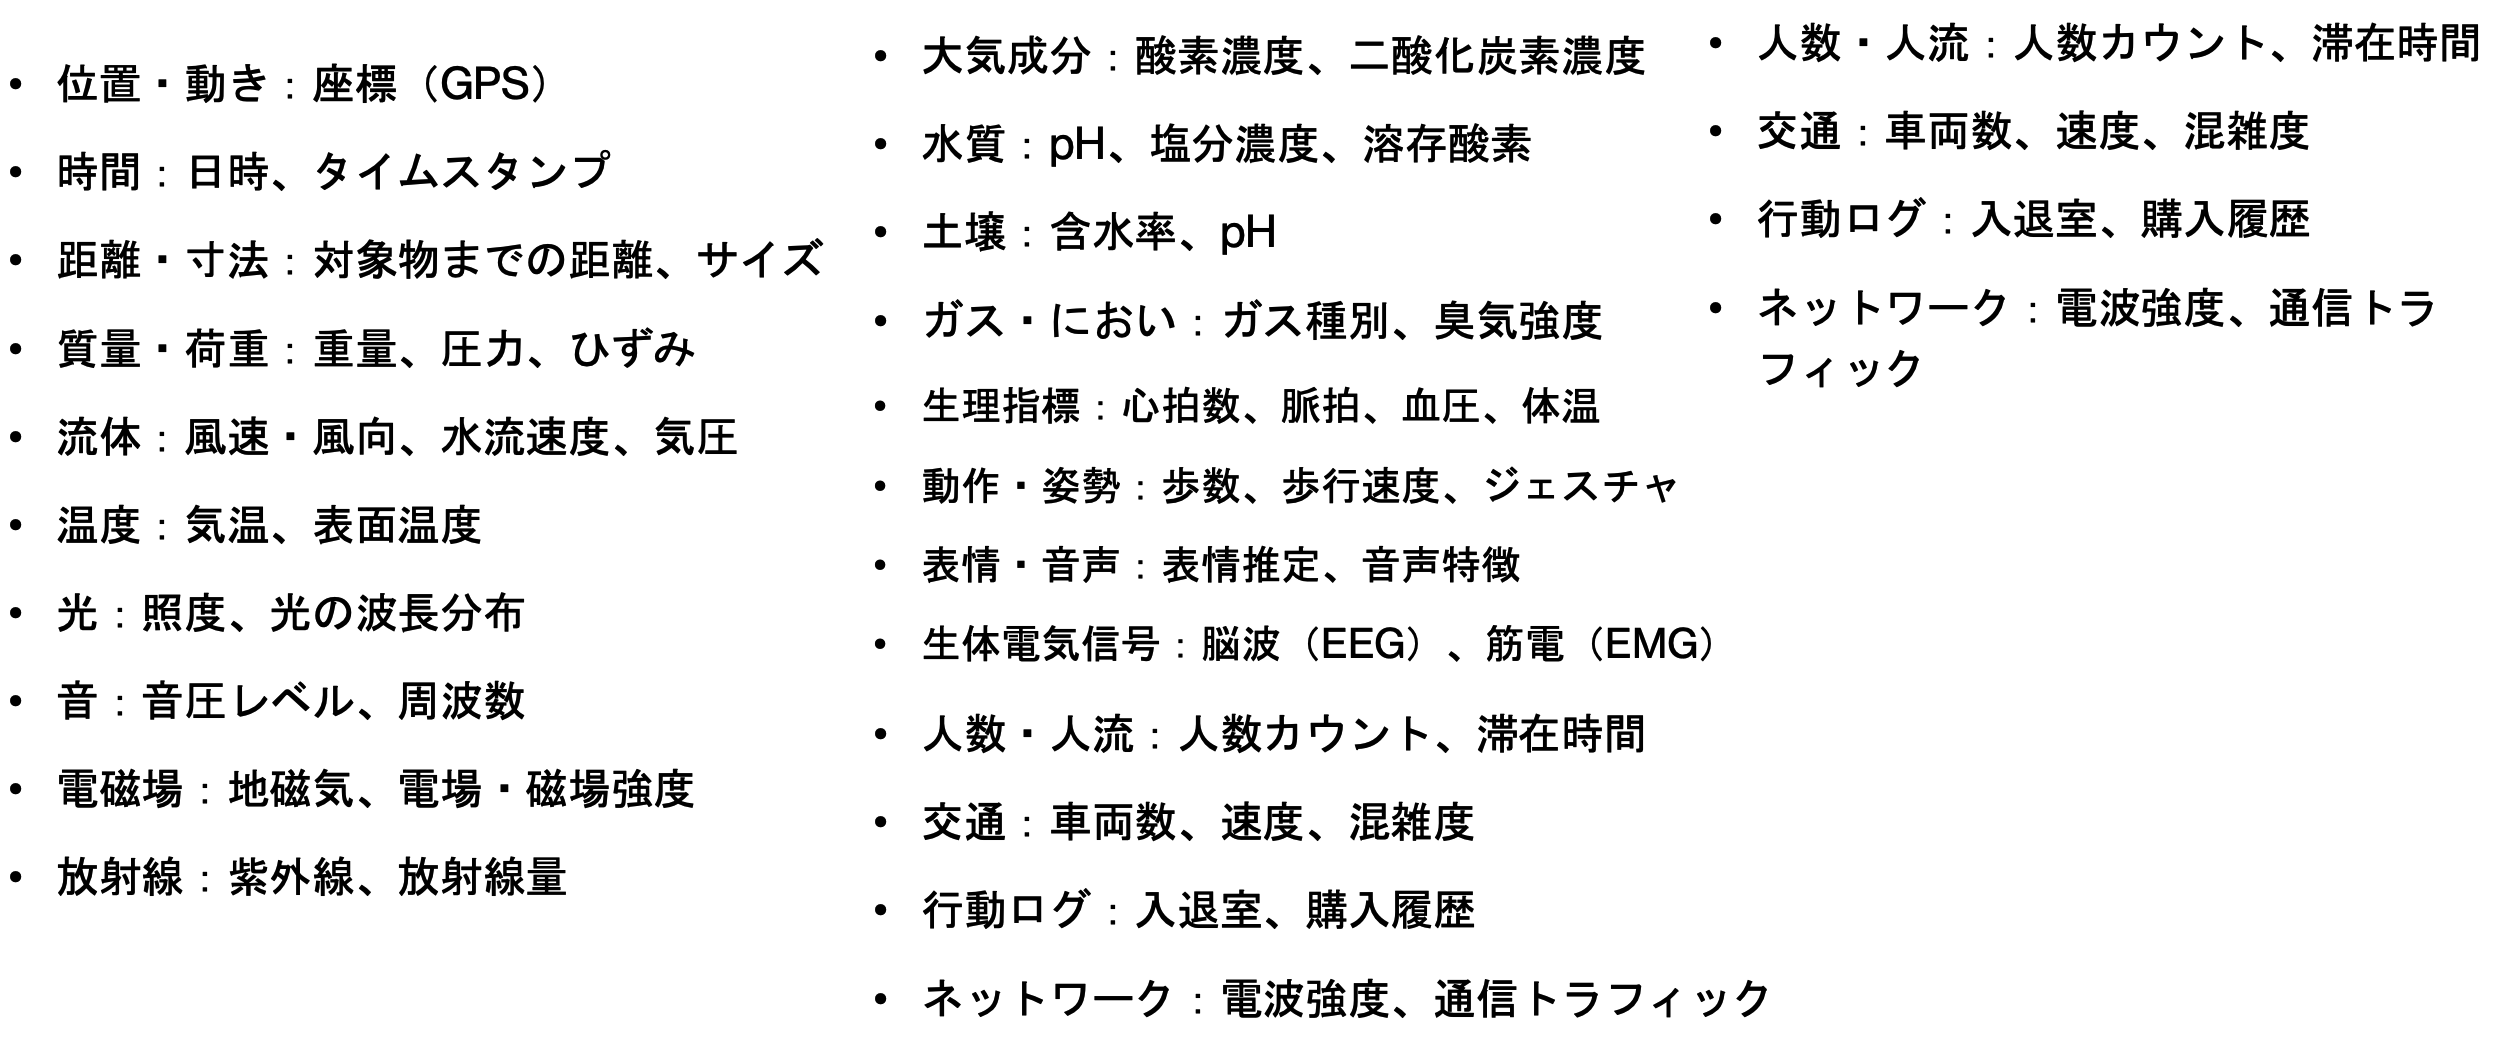 • 位置・動き：座標（GPS）
• 時間：日時、タイムスタンプ
• 距離・寸法：対象物までの距離、サイズ
• 質量・荷重：重量、圧力、ひずみ
• 流体：風速・風向、水流速度、気圧
• 温度：気温、表面温度
• 光：照度、光の波長分布
• 音：音圧レベル、周波数
• 電磁場：地磁気、電場・磁場強度
• 放射線：紫外線、放射線量
• 大気成分：酸素濃度、二酸化炭素濃度
• 水質：pH、塩分濃度、溶存酸素
• 土壌：含水率、pH
• ガス・におい：ガス種別、臭気強度
• 生理指標：心拍数、脈拍、血圧、体温
• 動作・姿勢：歩数、歩行速度、ジェスチャ
• 表情・音声：表情推定、音声特徴
• 生体電気信号：脳波（EEG）、筋電（EMG）
• 人数・人流：人数カウント、滞在時間
• 交通：車両数、速度、混雑度
• 行動ログ：入退室、購入履歴
• ネットワーク：電波強度、通信トラフィック
• 人数・人流：人数カウント、滞在時間
• 交通：車両数、速度、混雑度
• 行動ログ：入退室、購入履歴
• ネットワーク：電波強度、通信トラ
フィック